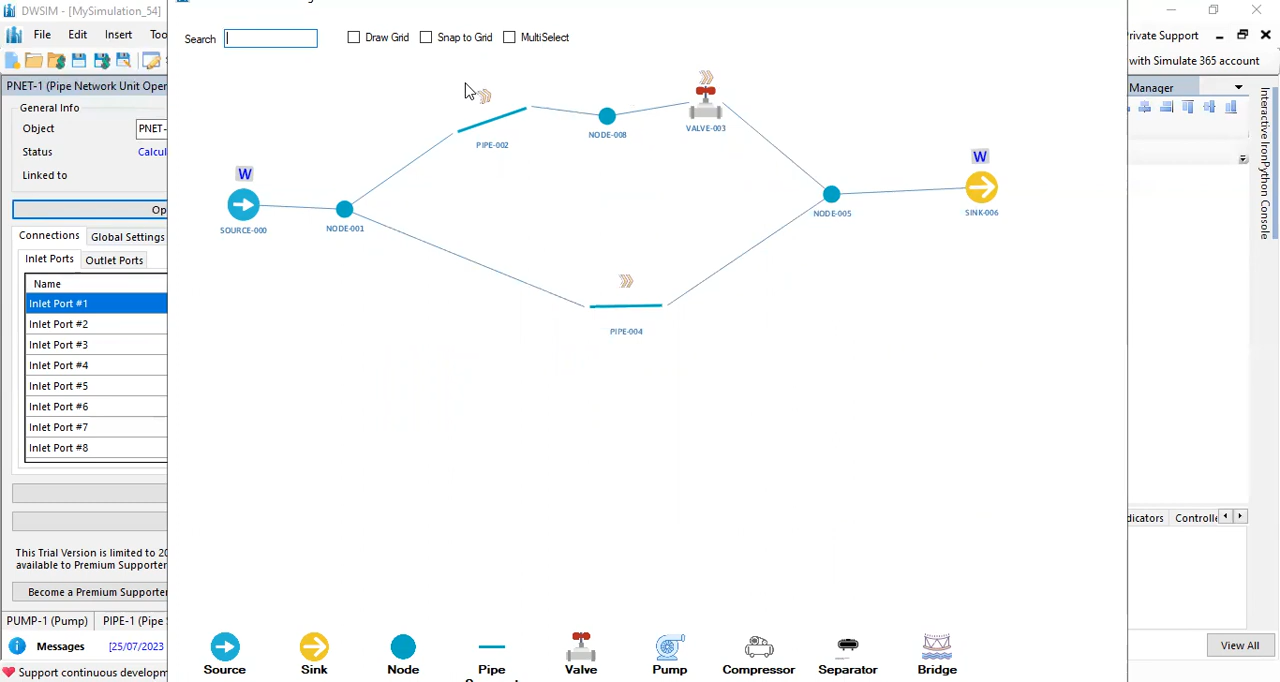 DWSIM - [MySimulation_54]
File Edit Insert Too
PNET-1 (Pipe Network Unit Oper
General Info
Object PNET-
Status Calcul
Linked to
Op
Connections Global Settings
Inlet Ports Outlet Ports
Name
Inlet Port #1
Inlet Port #2
Inlet Port #3
Inlet Port #4
Inlet Port #5
Inlet Port #6
Inlet Port #7
Inlet Port #8
This Trial Version is limited to 20
available to Premium Supporter
Become a Premium Supporter
PUMP-1 (Pump) PIPE-1 (Pipe
Messages [25/07/2023
Support continuous developm
Search Draw Grid Snap to Grid MultiSelect
PIPE-002
NODE-008
VALVE-003
W
SOURCE-000
NODE-001
NODE-005
W
SINK-006
PIPE-004
Source Sink Node Pipe Valve Pump Compressor Separator Bridge
rivate Support
with Simulate 365 account
Manager
Interactive IronPython Console
dicators Controlle
View All